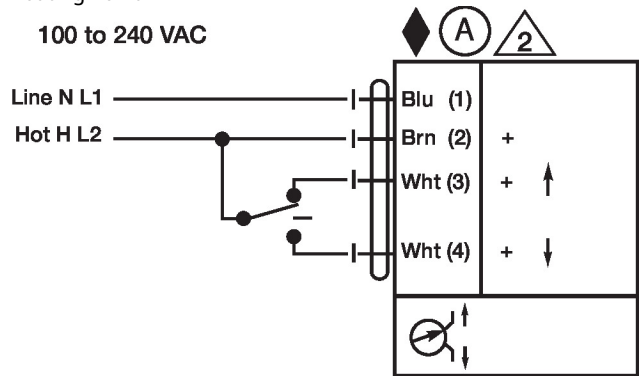 100 to 240 VAC
A
2
Line N L1
Blu (1)
Hot H L2
Brn (2) +
Wht (3) +
Wht (4) +